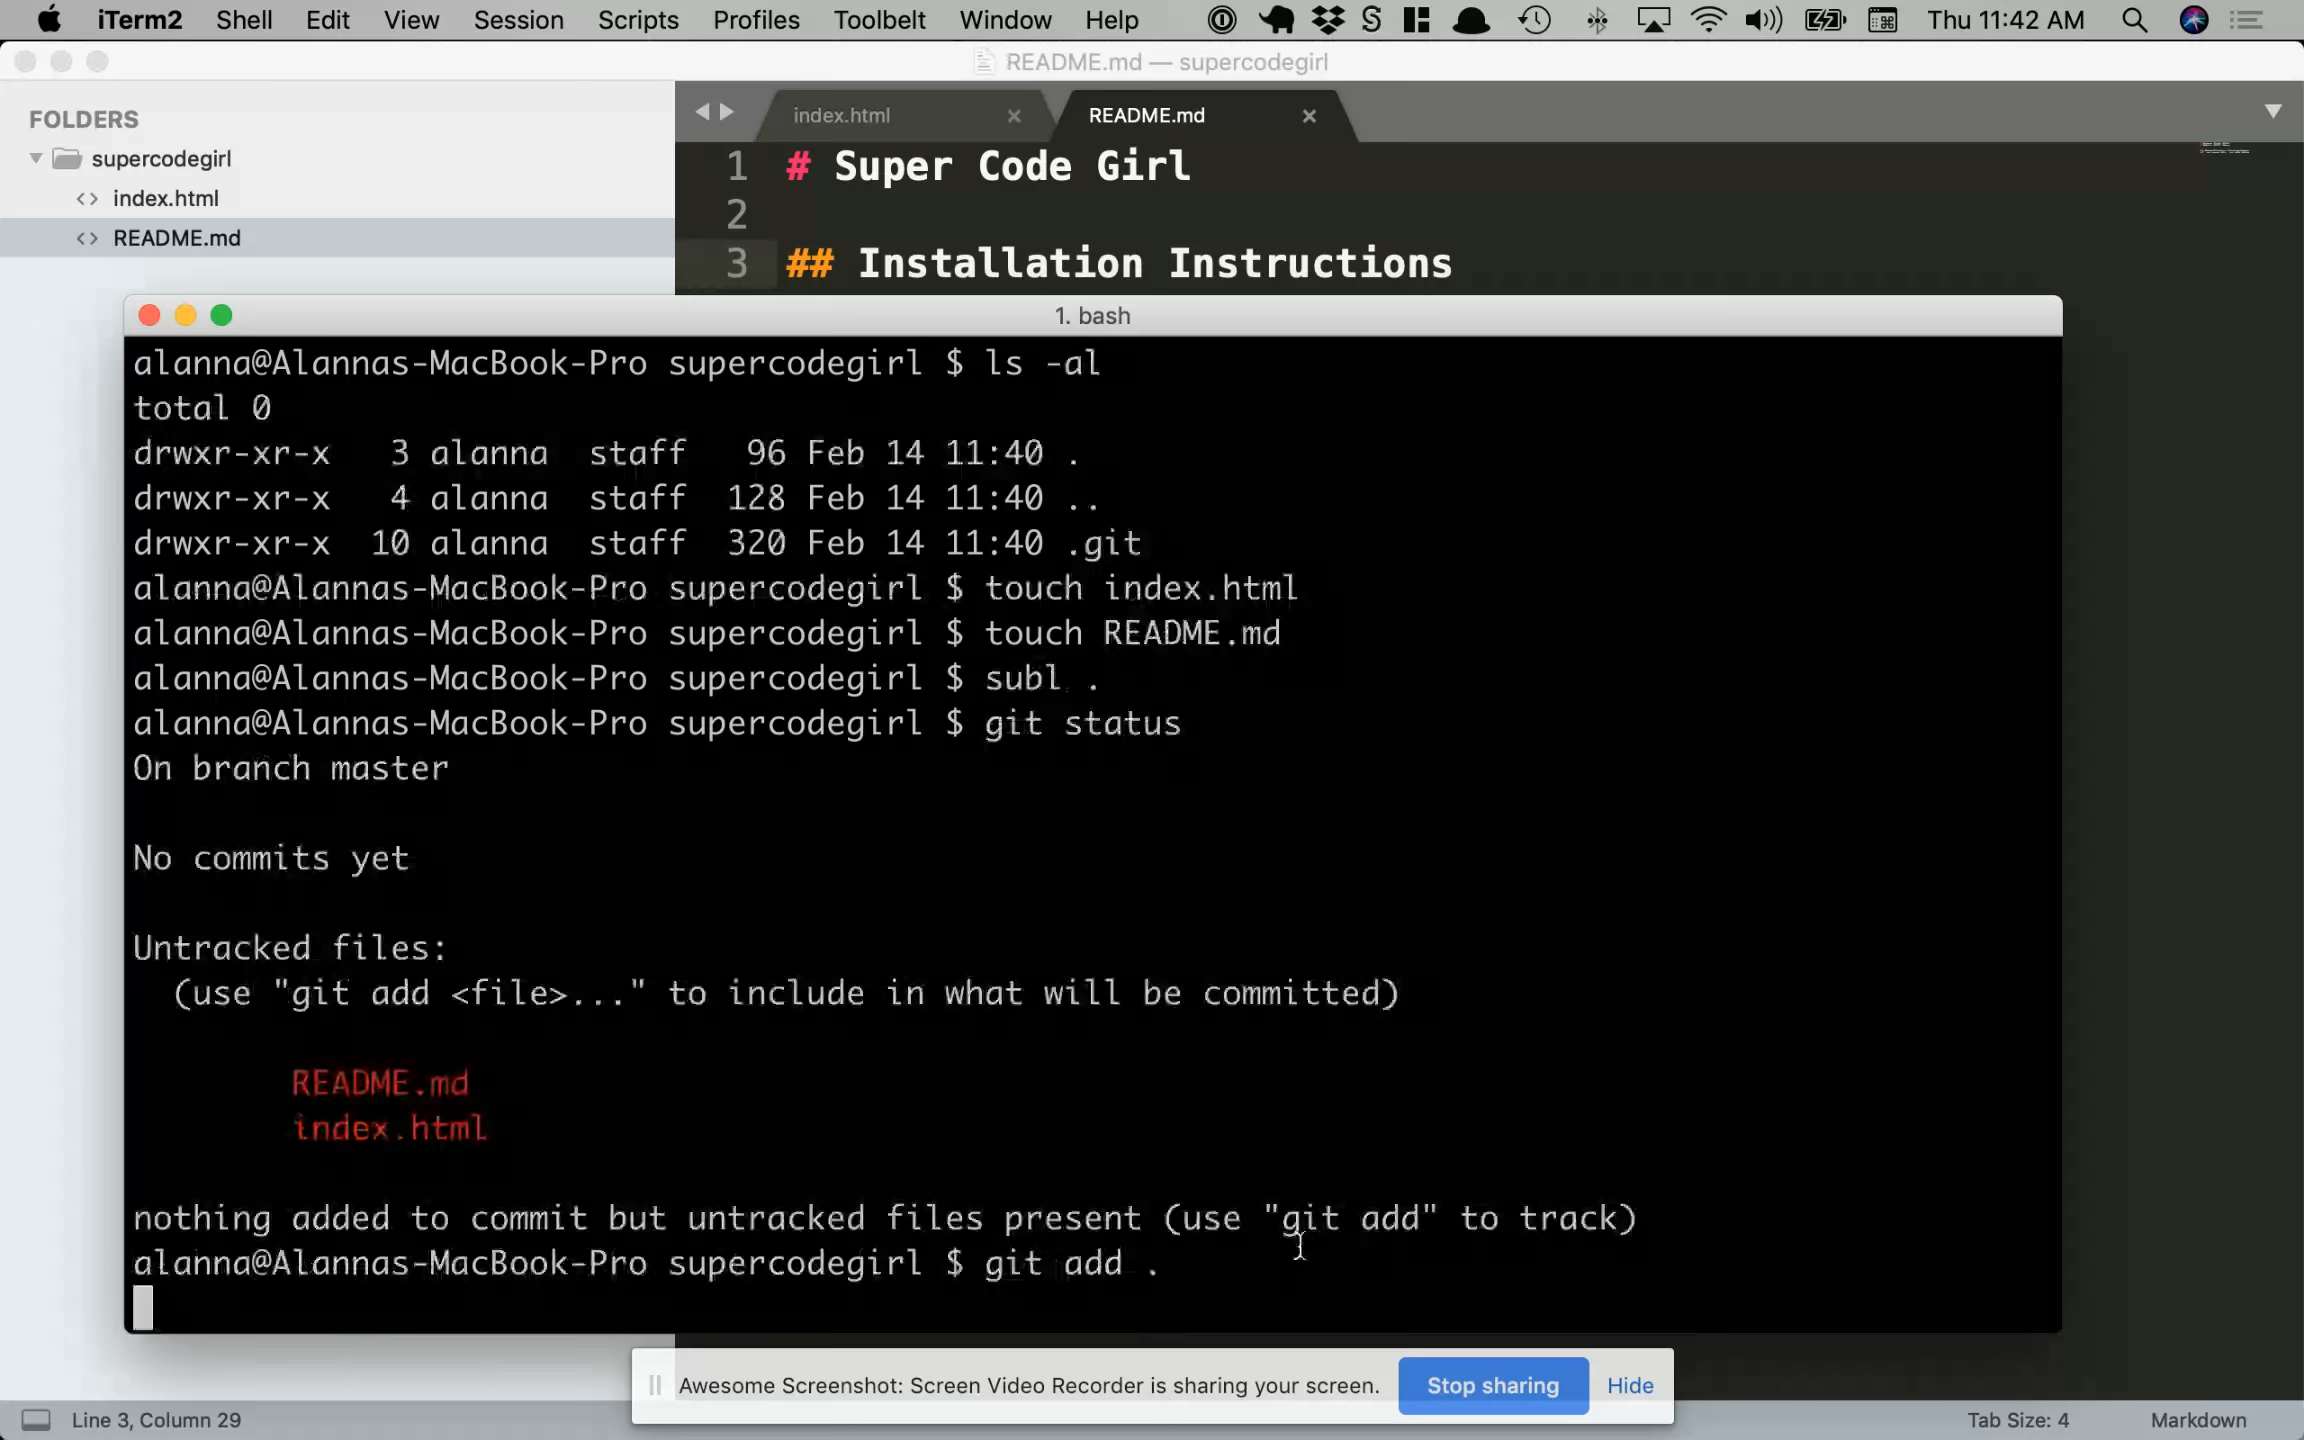 iTerm2 Shell Edit View Session Scripts Profiles Toolbelt Window Help Thu 11:42 AM
README.md — supercodegirl
FOLDERS
supercodegirl
<> index.html
<> README.md
index.html × README.md ×
1 # Super Code Girl
2
3 ## Installation Instructions
1. bash
alanna@Alannas-MacBook-Pro supercodegirl $ ls -al
total 0
drwxr-xr-x 3 alanna staff 96 Feb 14 11:40 .
drwxr-xr-x 4 alanna staff 128 Feb 14 11:40 ..
drwxr-xr-x 10 alanna staff 320 Feb 14 11:40 .git
alanna@Alannas-MacBook-Pro supercodegirl $ touch index.html
alanna@Alannas-MacBook-Pro supercodegirl $ touch README.md
alanna@Alannas-MacBook-Pro supercodegirl $ subl .
alanna@Alannas-MacBook-Pro supercodegirl $ git status
On branch master
No commits yet
Untracked files:
(use "git add <file>..." to include in what will be committed)
README.md
index.html
nothing added to commit but untracked files present (use "git add" to track)
alanna@Alannas-MacBook-Pro supercodegirl $ git add .
Awesome Screenshot: Screen Video Recorder is sharing your screen. Stop sharing Hide
Line 3, Column 29 Tab Size: 4 Markdown